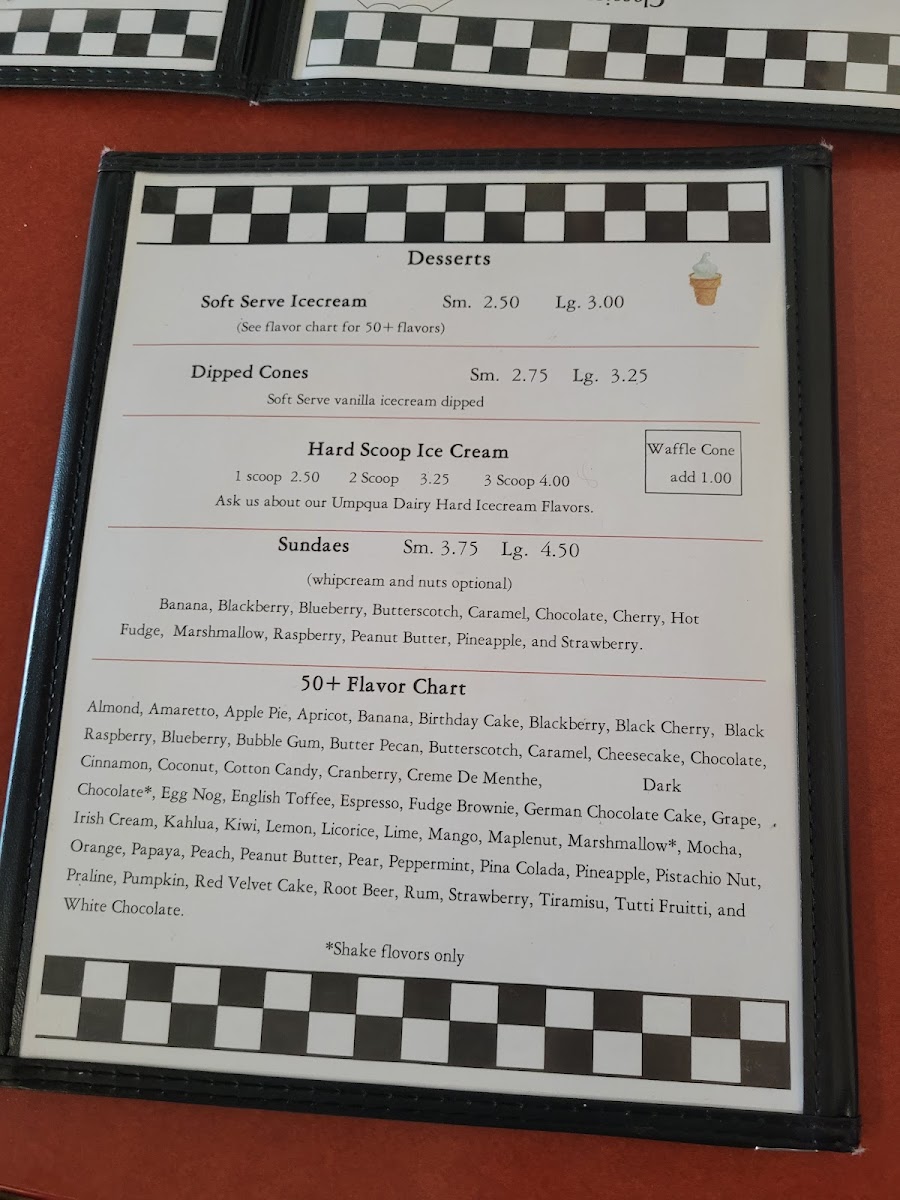 Classic
Desserts
Soft Serve Icecream Sm. 2.50 Lg. 3.00
(See flavor chart for 50+ flavors)
Dipped Cones Sm. 2.75 Lg. 3.25
Soft Serve vanilla icecream dipped
Hard Scoop Ice Cream
Waffle Cone
add 1.00
1 scoop 2.50 2 Scoop 3.25 3 Scoop 4.00
Ask us about our Umpqua Dairy Hard Icecream Flavors.
Sundaes Sm. 3.75 Lg. 4.50
(whipcream and nuts optional)
Banana, Blackberry, Blueberry, Butterscotch, Caramel, Chocolate, Cherry, Hot
Fudge, Marshmallow, Raspberry, Peanut Butter, Pineapple, and Strawberry.
50+ Flavor Chart
Almond, Amaretto, Apple Pie, Apricot, Banana, Birthday Cake, Blackberry, Black Cherry, Black
Raspberry, Blueberry, Bubble Gum, Butter Pecan, Butterscotch, Caramel, Cheesecake, Chocolate,
Cinnamon, Coconut, Cotton Candy, Cranberry, Creme De Menthe, Dark
Chocolate*, Egg Nog, English Toffee, Espresso, Fudge Brownie, German Chocolate Cake, Grape,
Irish Cream, Kahlua, Kiwi, Lemon, Licorice, Lime, Mango, Maplenut, Marshmallow*, Mocha,
Orange, Papaya, Peach, Peanut Butter, Pear, Peppermint, Pina Colada, Pineapple, Pistachio Nut,
Praline, Pumpkin, Red Velvet Cake, Root Beer, Rum, Strawberry, Tiramisu, Tutti Fruitti, and
White Chocolate.
*Shake flovors only